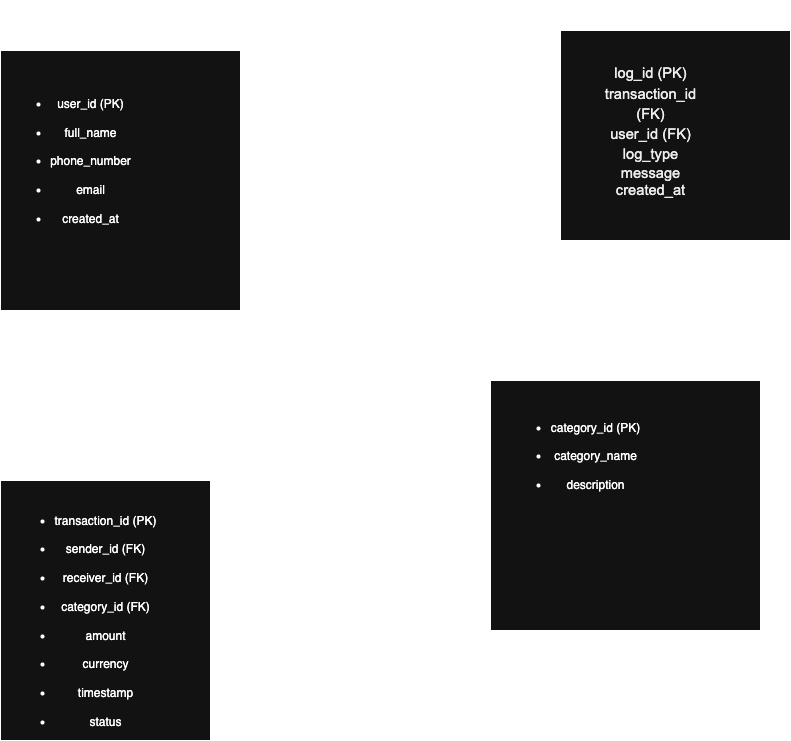 user_id (PK)
full_name
phone_number
email
created_at
log_id (PK)
transaction_id
(FK)
user_id (FK)
log_type
message
created_at
category_id (PK)
category_name
description
transaction_id (PK)
sender_id (FK)
receiver_id (FK)
category_id (FK)
amount
currency
timestamp
status